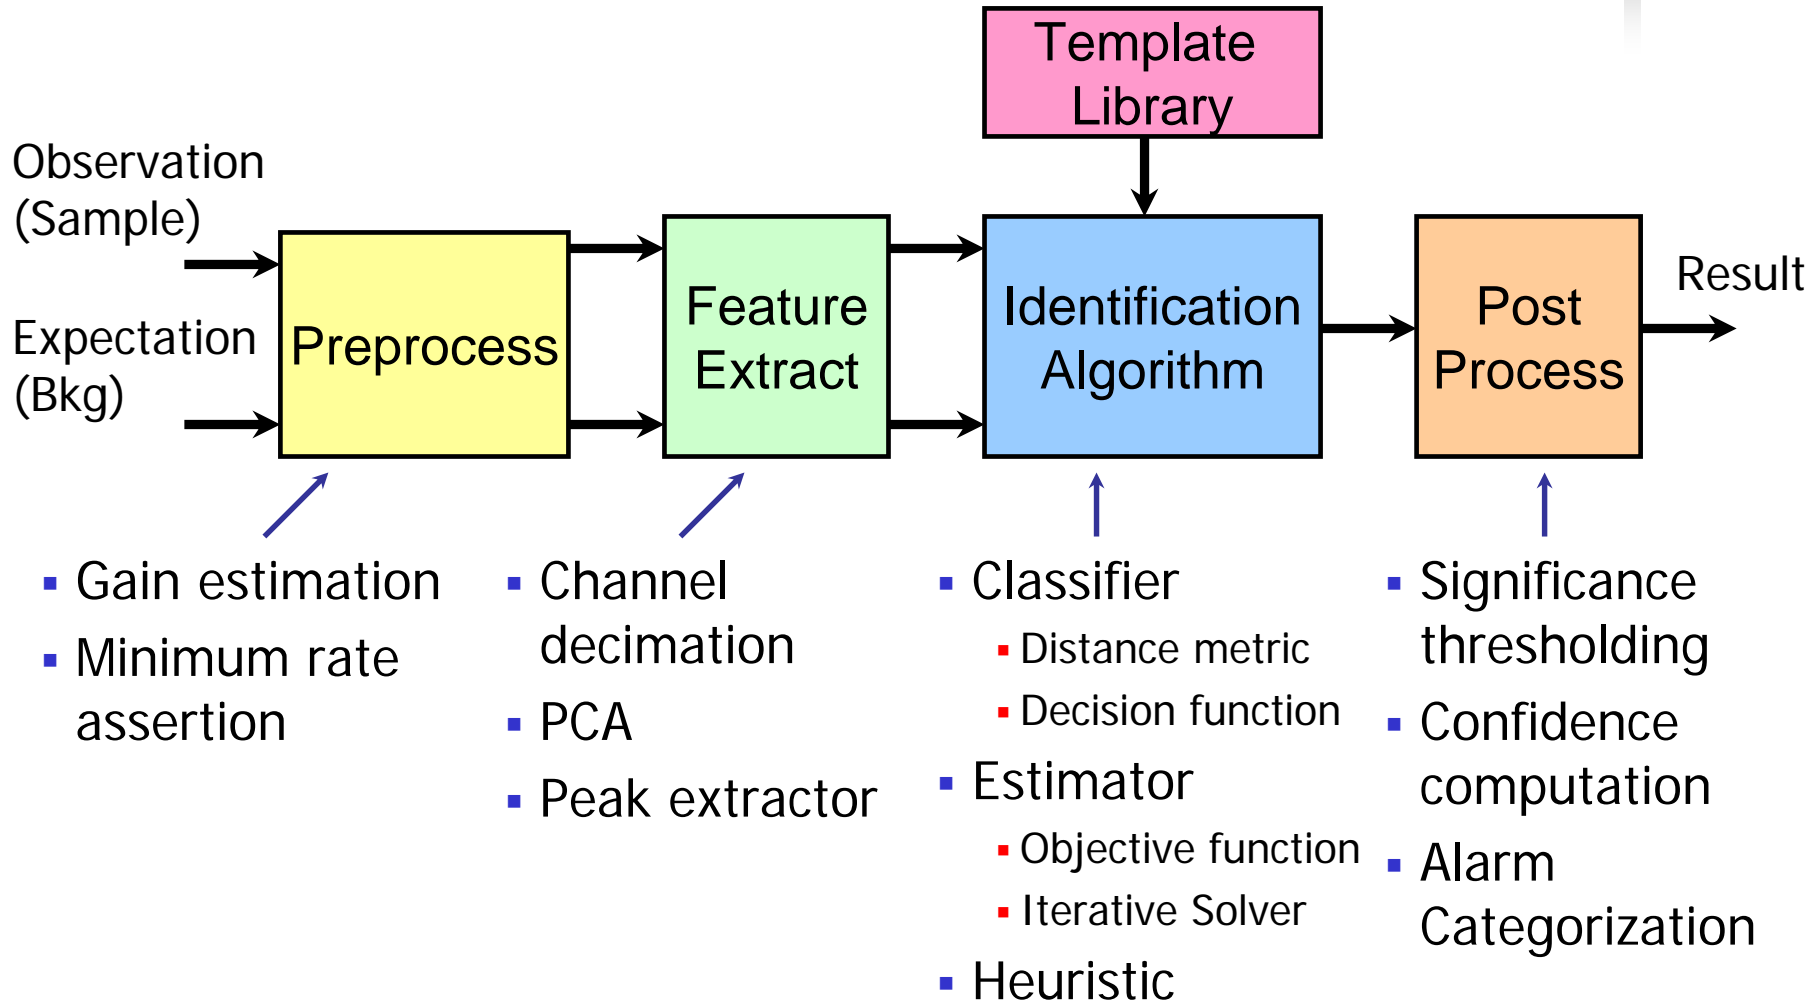 Template
Library
Observation
(Sample)
Expectation
(Bkg)
Preprocess
Feature
Extract
Identification
Algorithm
Post
Process
Result
Gain estimation
Minimum rate
assertion
Channel
decimation
PCA
Peak extractor
Classifier
Distance metric
Decision function
Estimator
Objective function
Iterative Solver
Heuristic
Significance
thresholding
Confidence
computation
Alarm
Categorization